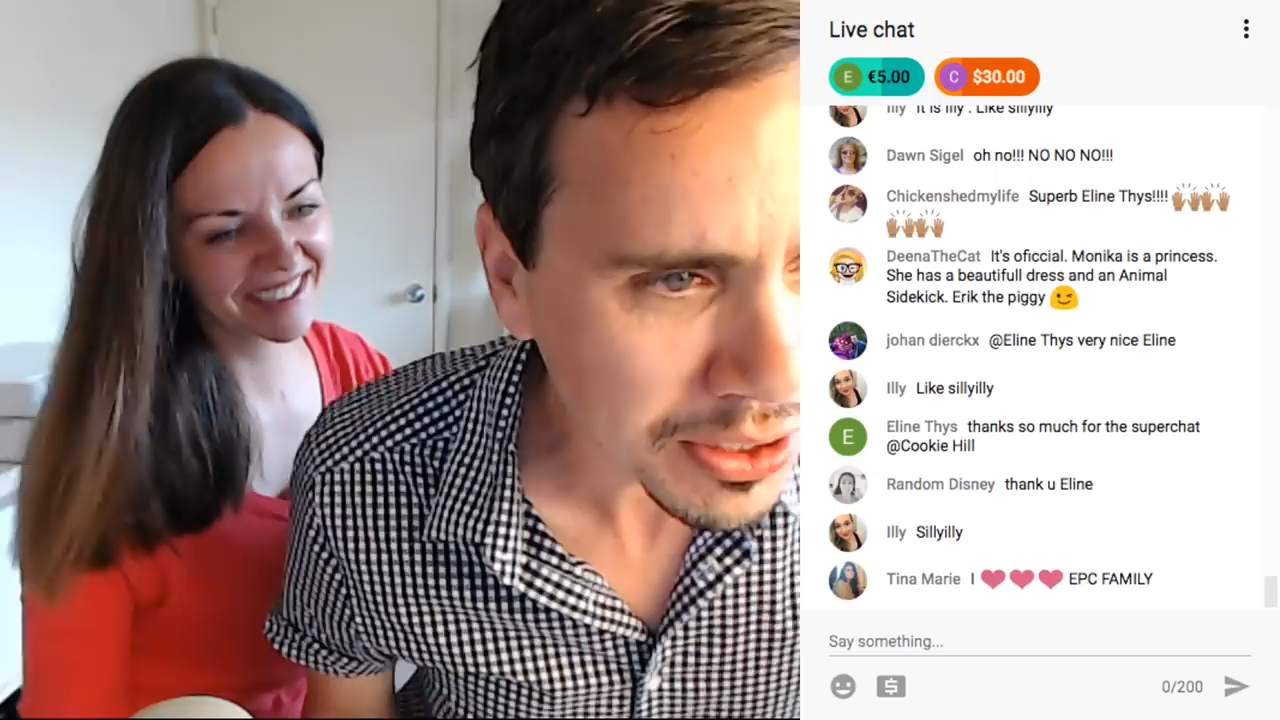 Live chat
E €5.00 C $30.00
Illy It is Illy . Like sillyilly
Dawn Sigel oh no!!! NO NO NO!!!
Chickenshedmylife Superb Eline Thys!!!! 🙌🏽🙌🏽
🙌🏽🙌🏽
DeenaTheCat It's oficcial. Monika is a princess.
She has a beautifull dress and an Animal
Sidekick. Erik the piggy 😉
johan dierckx @Eline Thys very nice Eline
Illy Like sillyilly
E Eline Thys thanks so much for the superchat
@Cookie Hill
Random Disney thank u Eline
Illy Sillyilly
Tina Marie I ❤️ ❤️ ❤️ EPC FAMILY
Say something...
0/200